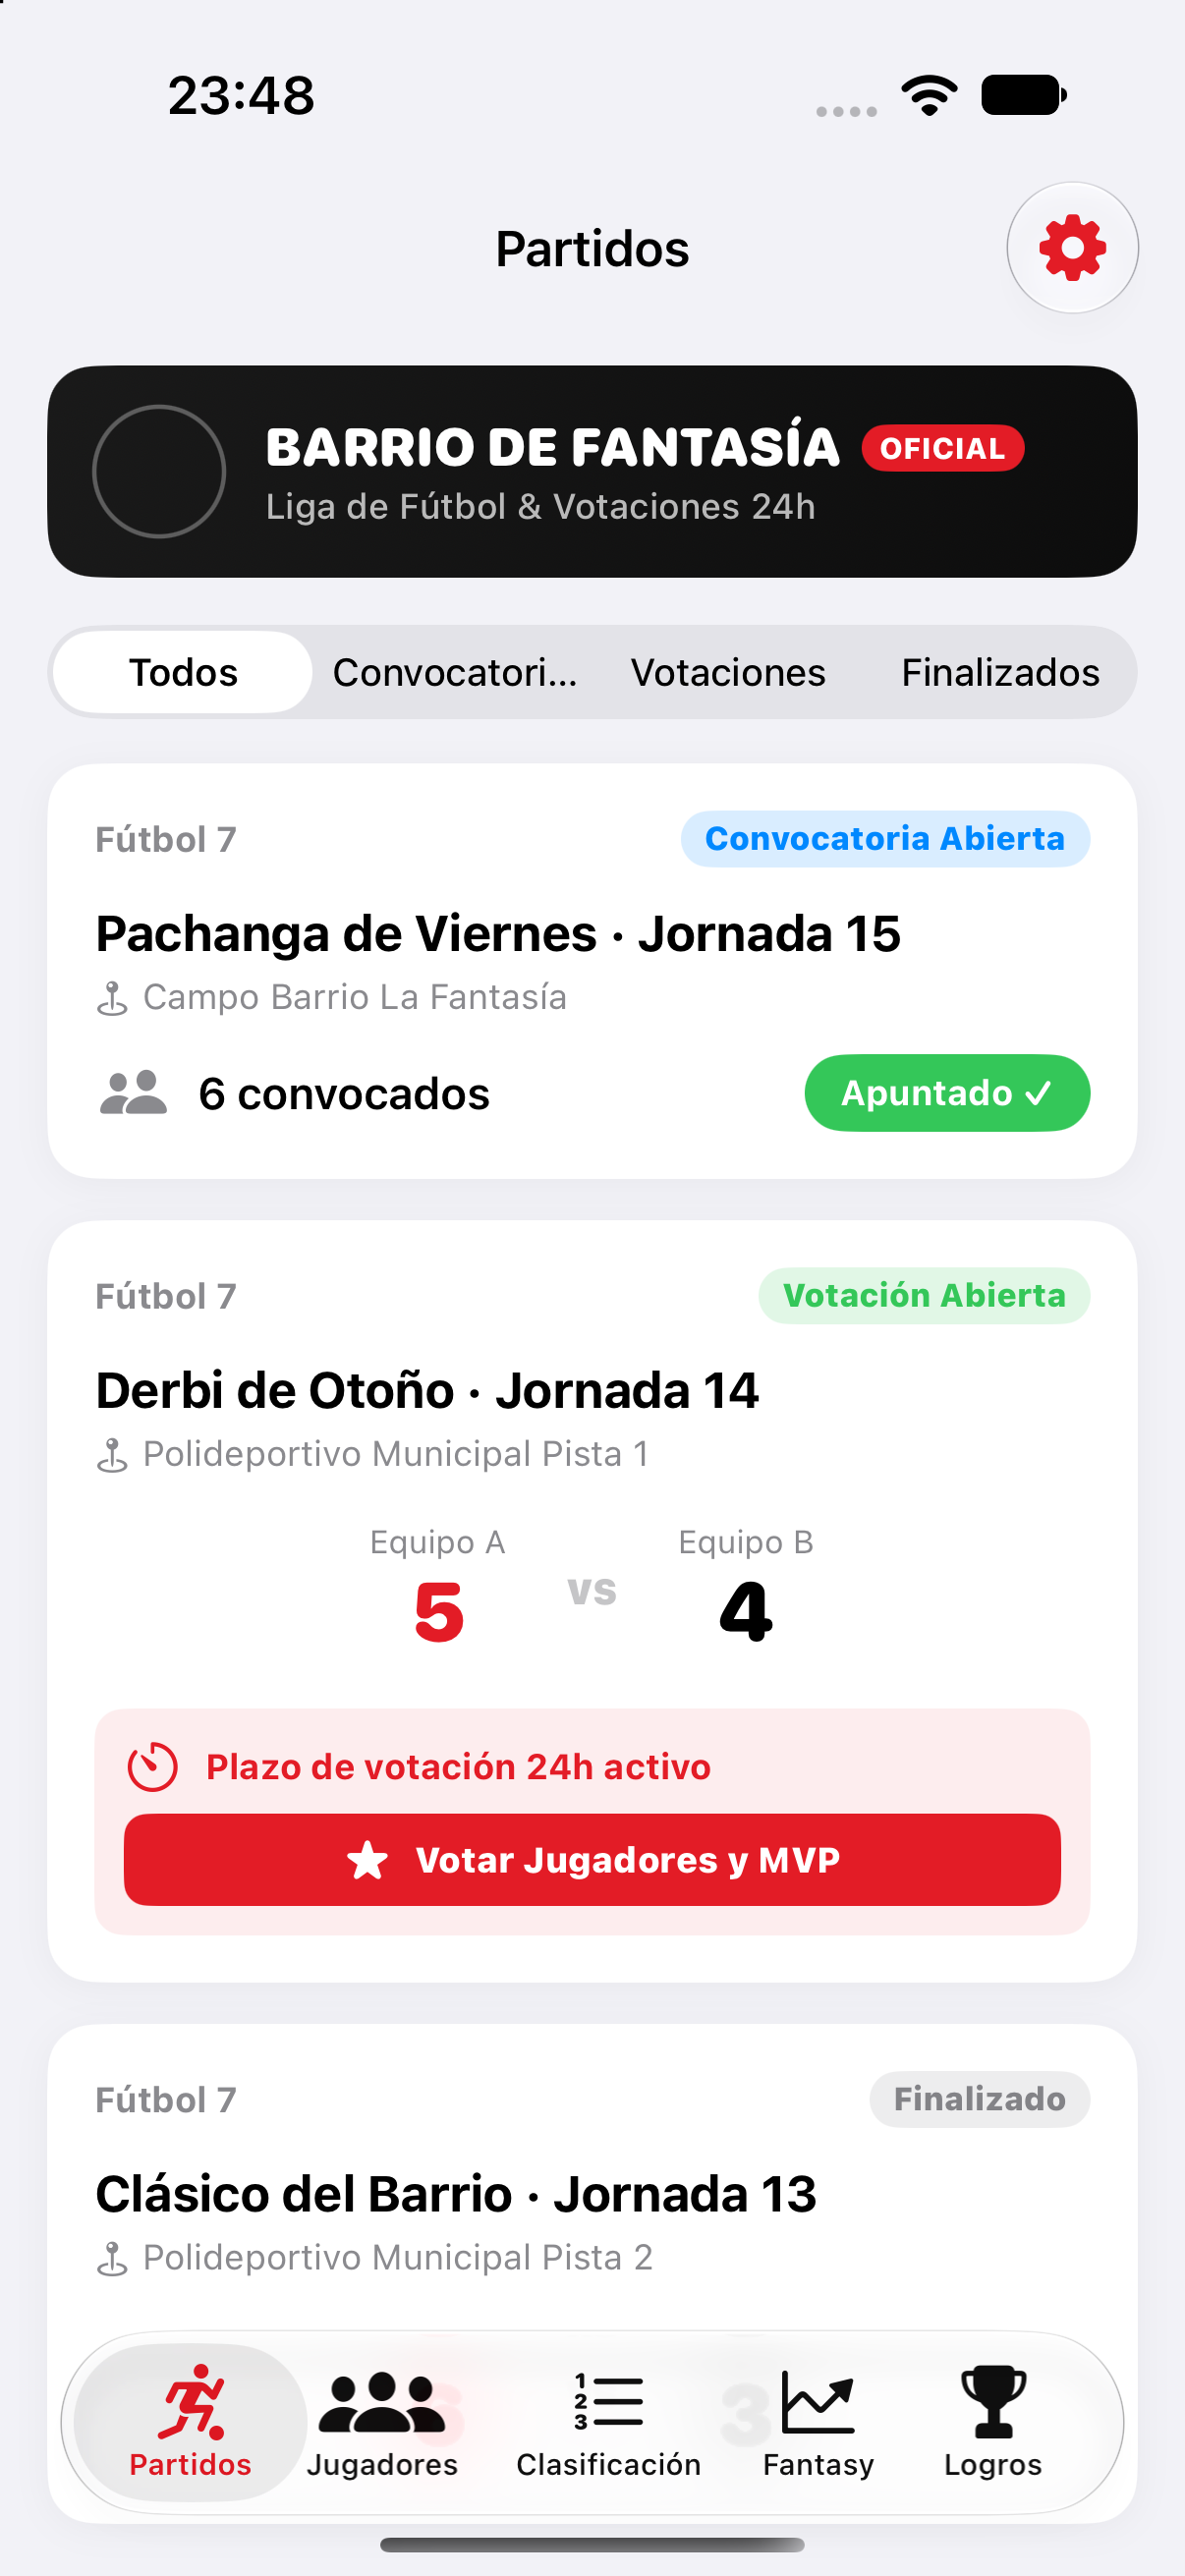 23:48
Partidos
BARRIO DE FANTASÍA OFICIAL
Liga de Fútbol & Votaciones 24h
Todos Convocatori... Votaciones Finalizados
Fútbol 7 Convocatoria Abierta
Pachanga de Viernes · Jornada 15
Campo Barrio La Fantasía
6 convocados Apuntado ✓
Fútbol 7 Votación Abierta
Derbi de Otoño · Jornada 14
Polideportivo Municipal Pista 1
Equipo A Equipo B
5 vs 4
Plazo de votación 24h activo
Votar Jugadores y MVP
Fútbol 7 Finalizado
Clásico del Barrio · Jornada 13
Polideportivo Municipal Pista 2
6 3
Partidos Jugadores Clasificación Fantasy Logros